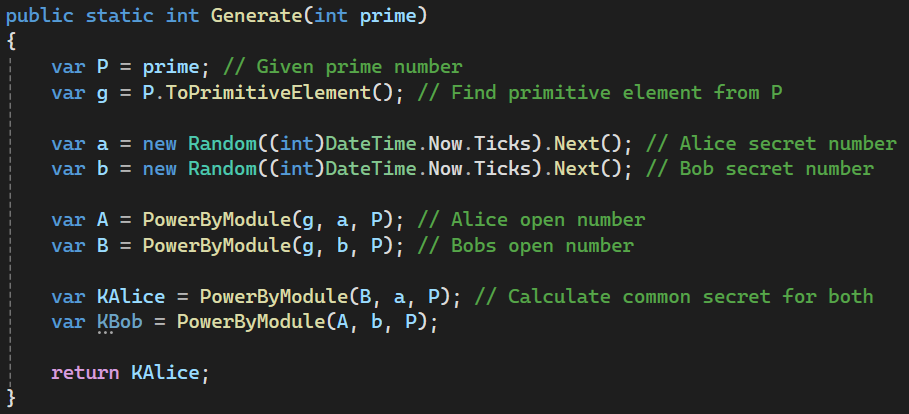 public static int Generate(int prime)
{
var P = prime; // Given prime number
var g = P.ToPrimitiveElement(); // Find primitive element from P
var a = new Random((int)DateTime.Now.Ticks).Next(); // Alice secret number
var b = new Random((int)DateTime.Now.Ticks).Next(); // Bob secret number
var A = PowerByModule(g, a, P); // Alice open number
var B = PowerByModule(g, b, P); // Bobs open number
var KAlice = PowerByModule(B, a, P); // Calculate common secret for both
var KBob = PowerByModule(A, b, P);
return KAlice;
}